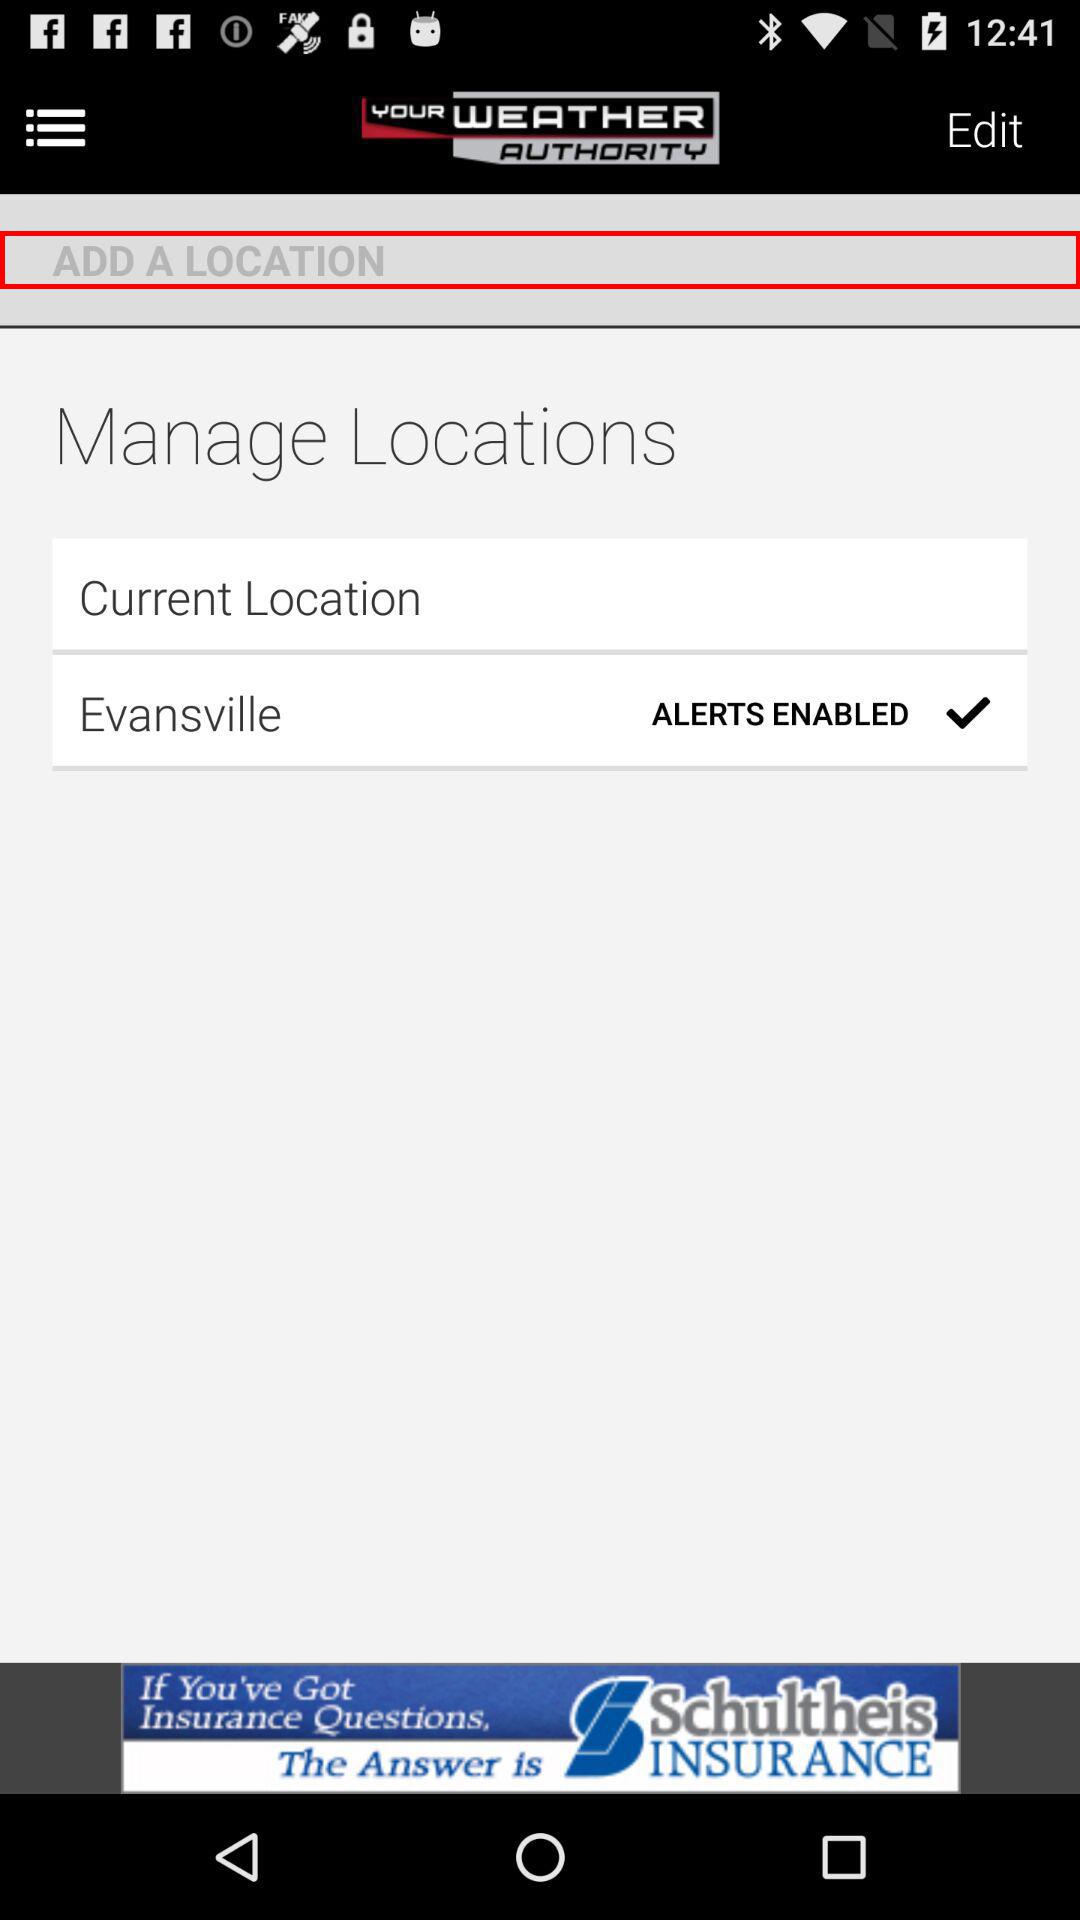 FAKE
12:41
YOUR WEATHER
AUTHORITY
Edit
ADD A LOCATION
Manage Locations
Current Location
Evansville ALERTS ENABLED
If You've Got
Insurance Questions,
The Answer is
Schultheis
INSURANCE